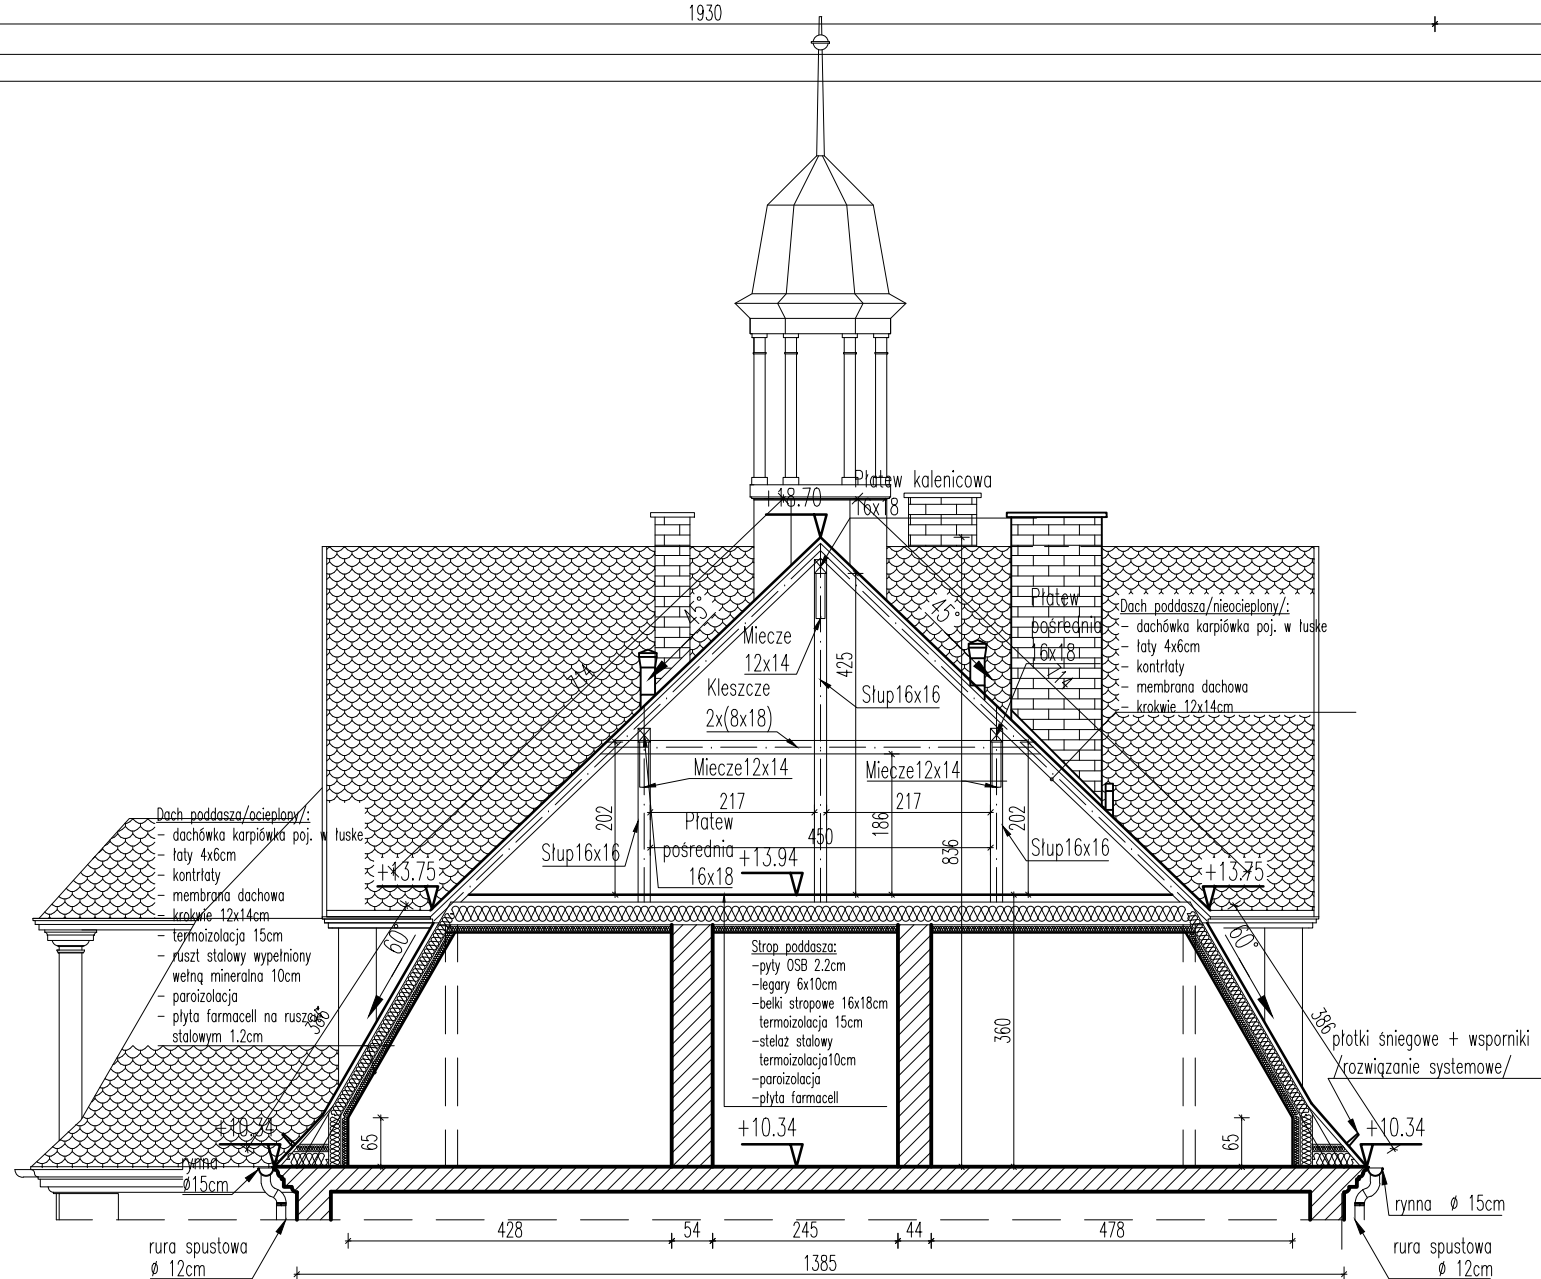 1930
Płatew kalenicowa
16x18
+18.70
45°
45°
714
714
Miecze
12x14
Kleszcze
2x(8x18)
425
Słup16x16
Płatew
pośrednia
16x18
Dach poddasza/nieocieplony/:
- dachówka karpiówka poj. w łuske
- łaty 4x6cm
- kontrłaty
- membrana dachowa
- krokwie 12x14cm
Miecze12x14
Miecze12x14
217
217
202
186
202
450
836
Słup16x16
Płatew
pośrednia
16x18
Słup16x16
+13.94
+13.75
+13.75
Dach poddasza/ocieplony/:
- dachówka karpiówka poj. w łuske
- łaty 4x6cm
- kontrłaty
- membrana dachowa
- krokwie 12x14cm
- termoizolacja 15cm
- ruszt stalowy wypełniony
wełną mineralna 10cm
- paroizolacja
- płyta farmacell na ruszcie
stalowym 1.2cm
60°
60°
386
386
Strop poddasza:
-pyty OSB 2.2cm
-legary 6x10cm
-belki stropowe 16x18cm
termoizolacja 15cm
-stelaż stalowy
termoizolacja10cm
-paroizolacja
-płyta farmacell
360
płotki śniegowe + wsporniki
/rozwiązanie systemowe/
65
65
+10.34
+10.34
+10.34
rynna
ø15cm
rynna ø 15cm
rura spustowa
ø 12cm
rura spustowa
ø 12cm
428
54
245
44
478
1385